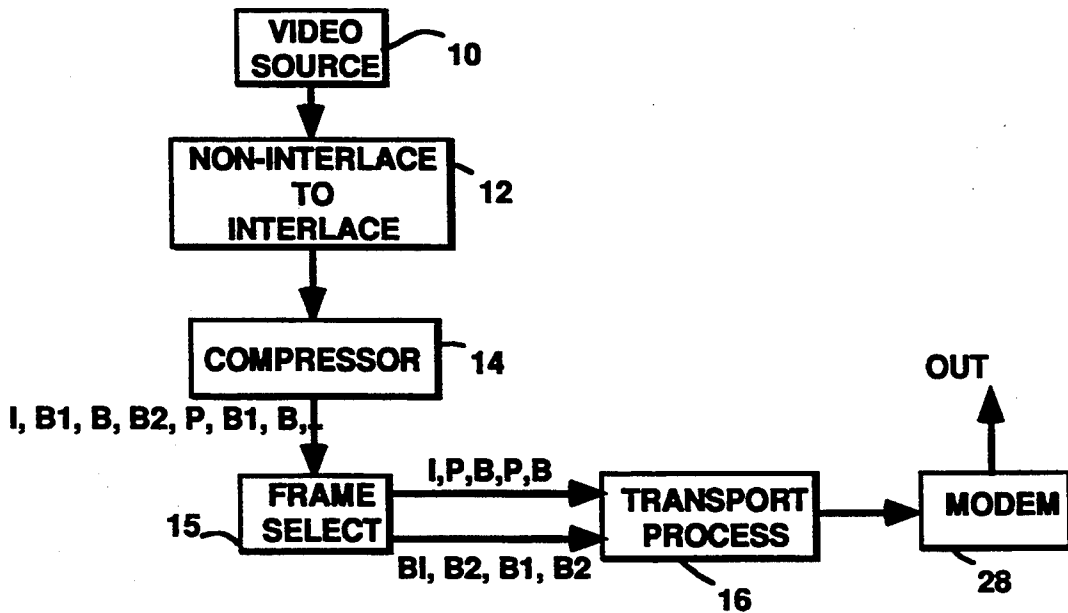 VIDEO
SOURCE
10
NON-INTERLACE
TO
INTERLACE
12
COMPRESSOR
14
I, B1, B, B2, P, B1, B,..
OUT
FRAME
SELECT
15
I,P,B,P,B
BI, B2, B1, B2
TRANSPORT
PROCESS
16
MODEM
28